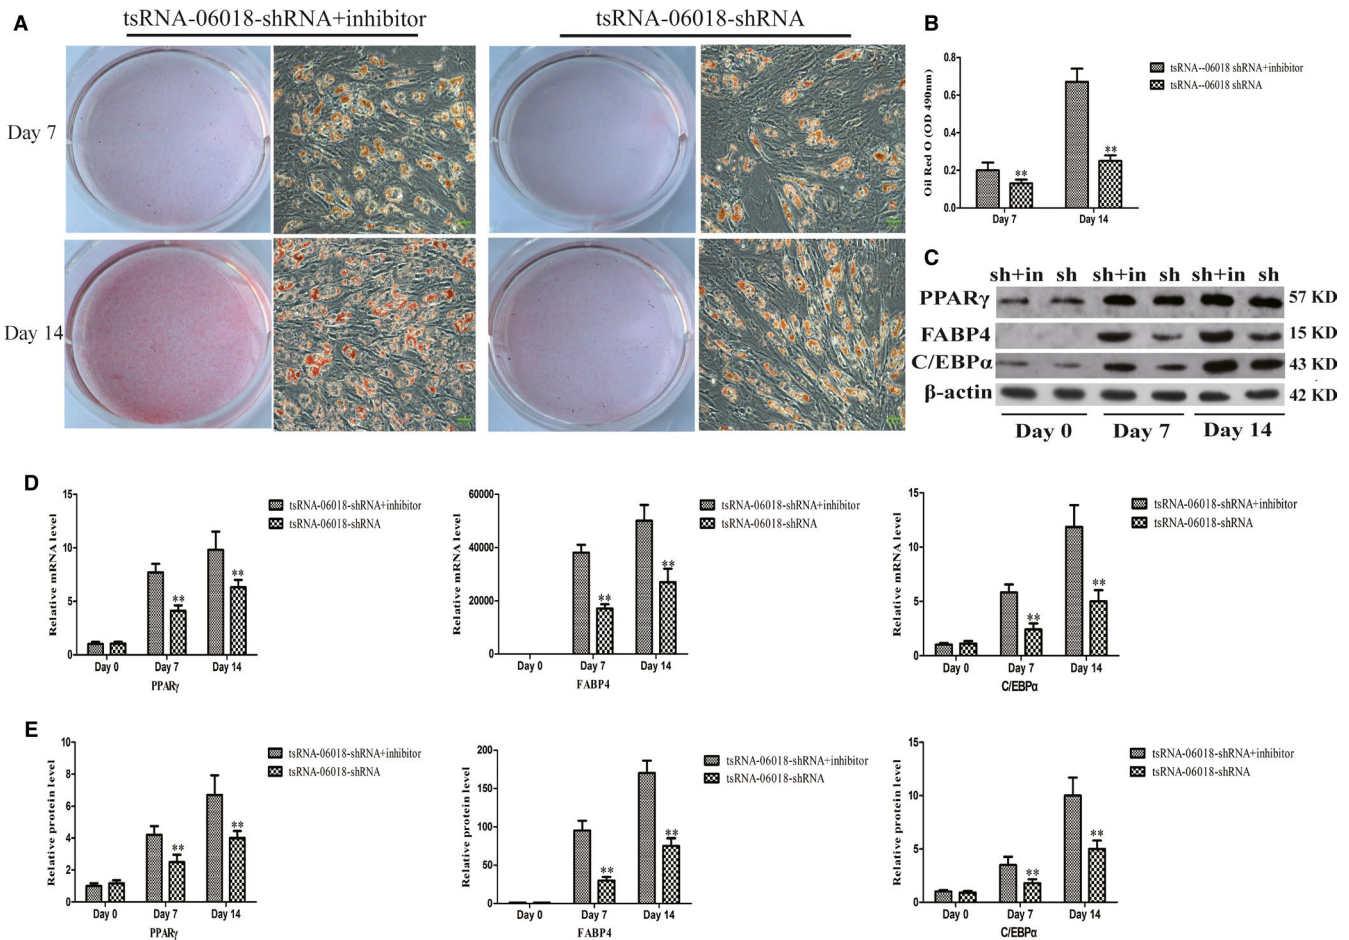 A
tsRNA-06018-shRNA+inhibitor
tsRNA-06018-shRNA
Day 7
Day 14
B
Oil Red O (OD 490nm)
0.8
0.6
0.4
0.2
0.0
**
**
Day 7
Day 14
tsRNA--06018 shRNA+inhibitor
tsRNA--06018 shRNA
C
sh+in sh sh+in sh sh+in sh
PPARγ 57 KD
FABP4 15 KD
C/EBPα 43 KD
β-actin 42 KD
Day 0 Day 7 Day 14
D
Relative mRNA level
15
10
5
0
**
**
Day 0 Day 7 Day 14
PPARγ
tsRNA-06018-shRNA+inhibitor
tsRNA-06018-shRNA
Relative mRNA level
60000
40000
20000
0
**
**
Day 0 Day 7 Day 14
FABP4
tsRNA-06018-shRNA+inhibitor
tsRNA-06018-shRNA
Relative mRNA level
15
10
5
0
**
**
Day 0 Day 7 Day 14
C/EBPα
tsRNA-06018-shRNA+inhibitor
tsRNA-06018-shRNA
E
Relative protein level
10
8
6
4
2
0
**
**
Day 0 Day 7 Day 14
PPARγ
tsRNA-06018-shRNA+inhibitor
tsRNA-06018-shRNA
Relative protein level
200
150
100
50
0
**
**
Day 0 Day 7 Day 14
FABP4
tsRNA-06018-shRNA+inhibitor
tsRNA-06018-shRNA
Relative protein level
15
10
5
0
**
**
Day 0 Day 7 Day 14
C/EBPα
tsRNA-06018-shRNA+inhibitor
tsRNA-06018-shRNA